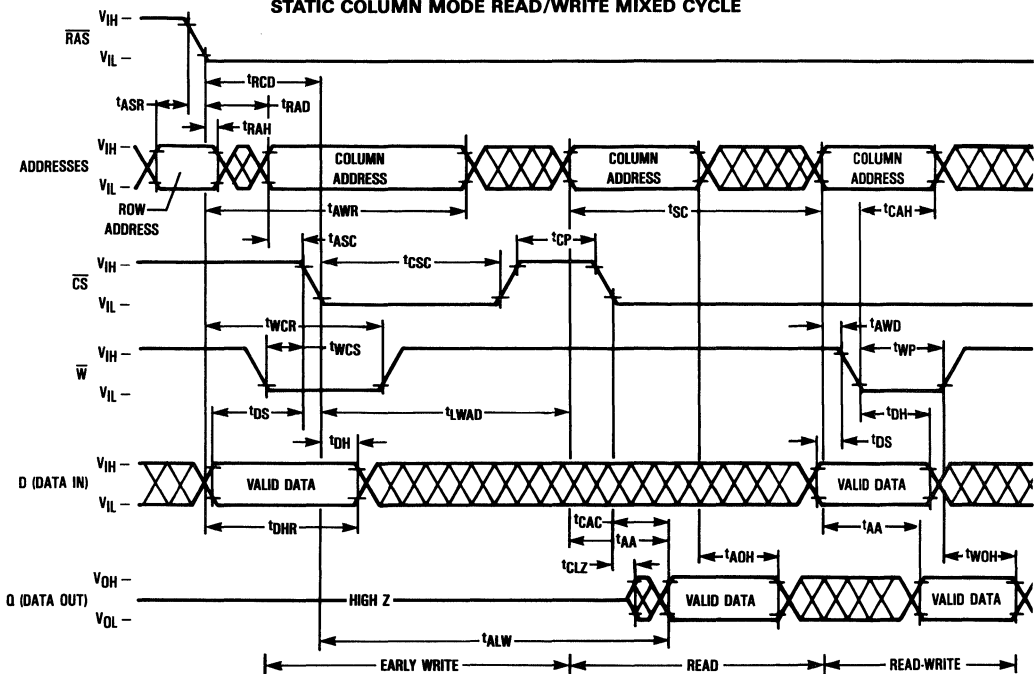 STATIC COLUMN MODE READ/WRITE MIXED CYCLE
RAS
VIH –
VIL –
tRCD
tASR
tRAD
tRAH
ADDRESSES
VIH –
VIL –
COLUMN
ADDRESS
COLUMN
ADDRESS
COLUMN
ADDRESS
ROW
ADDRESS
tAWR
tSC
tCAH
tASC
tCSC
tCP
CS
VIH –
VIL –
tWCR
tAWD
tWCS
tWP
W
VIH –
VIL –
tDS
tLWAD
tDH
tDH
tDS
D (DATA IN)
VIH –
VIL –
VALID DATA
VALID DATA
tDHR
tCAC
tAA
tAA
tCLZ
tAOH
tWOH
Q (DATA OUT)
VOH –
VOL –
HIGH Z
VALID DATA
VALID DATA
tALW
EARLY WRITE
READ
READ-WRITE